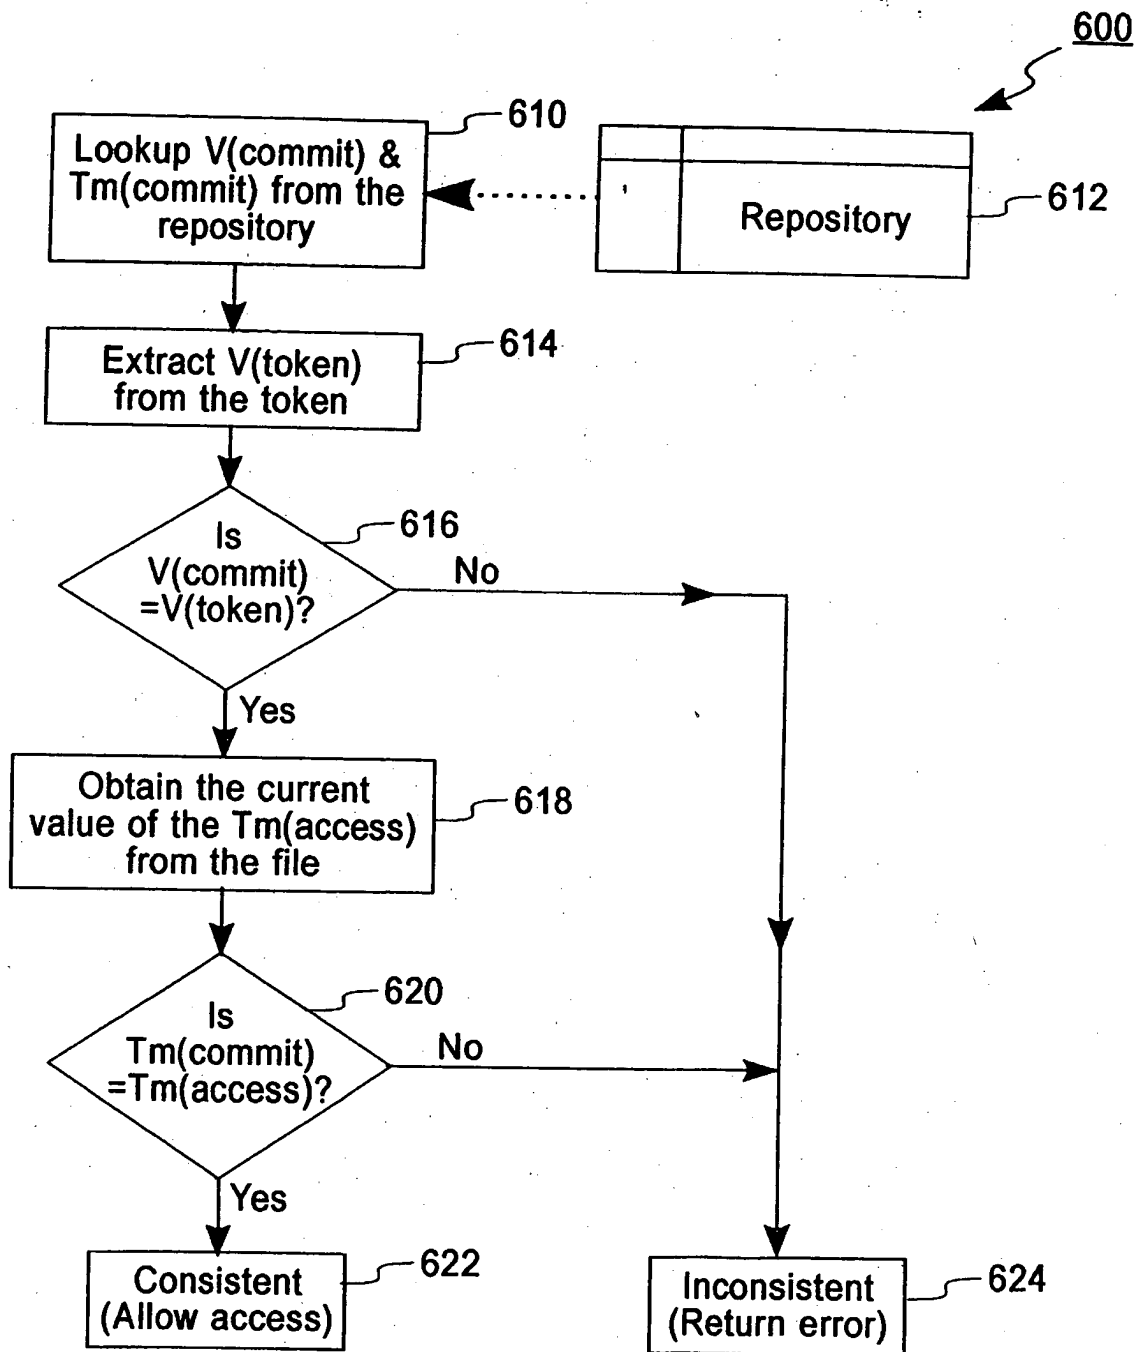 600
610
Lookup V(commit) &
Tm(commit) from the
repository
Repository
612
Extract V(token)
from the token
614
Is
V(commit)
=V(token)?
616
No
Yes
Obtain the current
value of the Tm(access)
from the file
618
Is
Tm(commit)
=Tm(access)?
620
No
Yes
Consistent
(Allow access)
622
Inconsistent
(Return error)
624